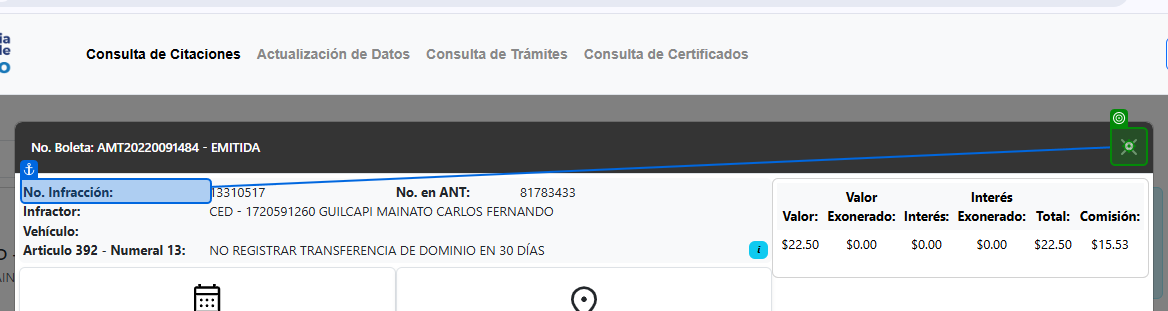 ia
de
O
Consulta de Citaciones Actualización de Datos Consulta de Trámites Consulta de Certificados
No. Boleta: AMT20220091484 - EMITIDA
No. Infracción: 13310517 No. en ANT: 81783433
Infractor: CED - 1720591260 GUILCAPI MAINATO CARLOS FERNANDO
Vehículo:
Articulo 392 - Numeral 13: NO REGISTRAR TRANSFERENCIA DE DOMINIO EN 30 DÍAS i
Valor: Valor Exonerado: Interés: Interés Exonerado: Total: Comisión:
$22.50 $0.00 $0.00 $0.00 $22.50 $15.53
O -
AIN